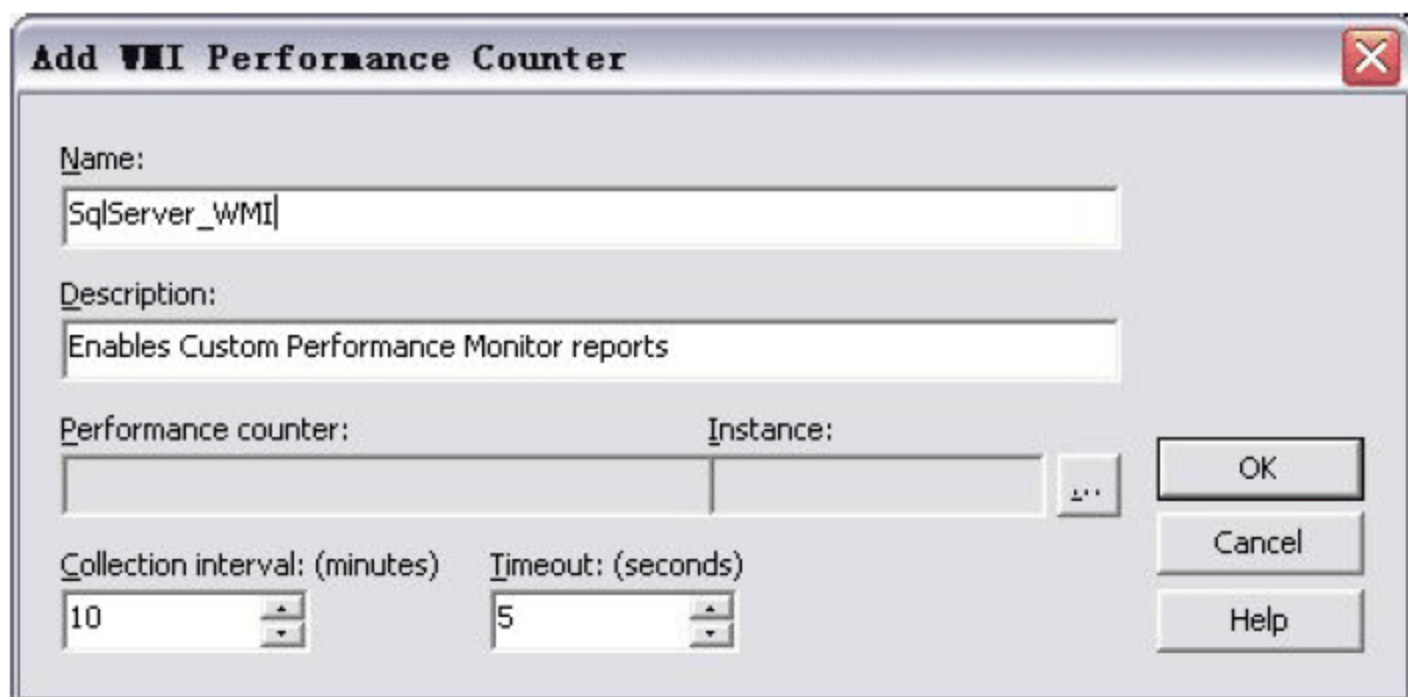 Add WMI Performance Counter
Name:
SqlServer_WMI
Description:
Enables Custom Performance Monitor reports
Performance counter: Instance:
...
OK
Cancel
Collection interval: (minutes) Timeout: (seconds)
10 5
Help